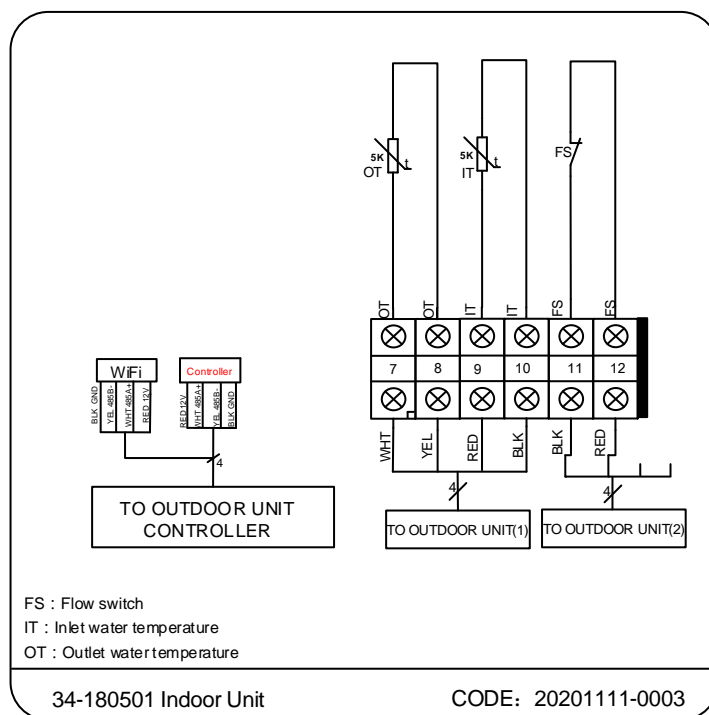 5K t
OT
5K t
IT
FS
OT OT IT IT FS FS
7 8 9 10 11 12
WHT YEL RED BLK BLK RED
4
4
TO OUTDOOR UNIT(1)
TO OUTDOOR UNIT(2)
WiFi
Controller
BLK GND
YEL 485B-
WHT 485A+
RED 12V
RED 12V
WHT 485A+
YEL 485B-
BLK GND
4
TO OUTDOOR UNIT
CONTROLLER
FS : Flow switch
IT : Inlet water temperature
OT : Outlet water temperature
34-180501 Indoor Unit
CODE: 20201111-0003